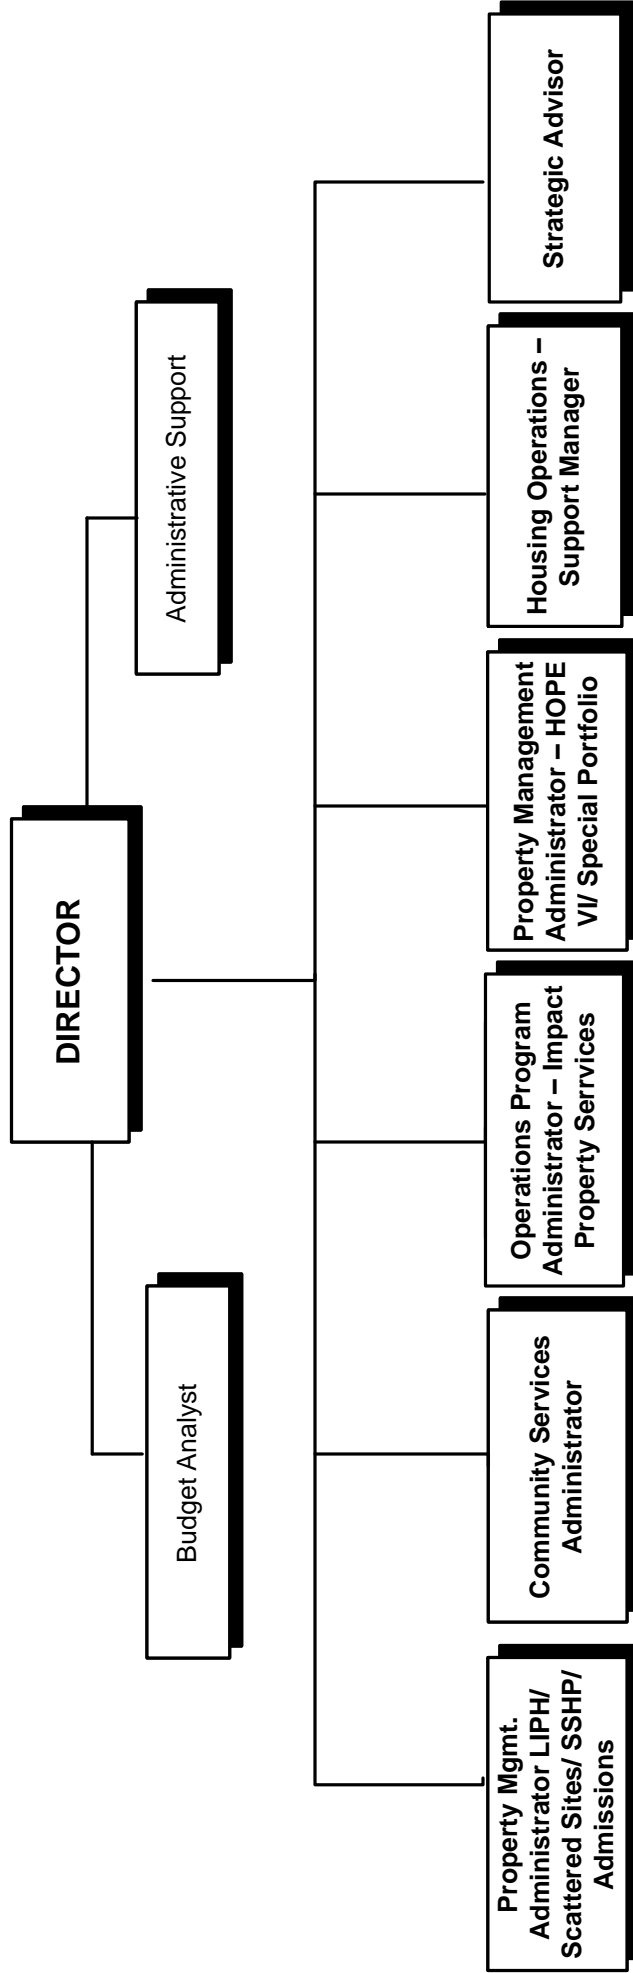 DIRECTOR
Budget Analyst
Administrative Support
Property Mgmt.
Administrator LIPH/
Scattered Sites/ SSHP/
Admissions
Community Services
Administrator
Operations Program
Administrator – Impact
Property Serrvices
Property Management
Administrator – HOPE
VI/ Special Portfolio
Housing Operations –
Support Manager
Strategic Advisor